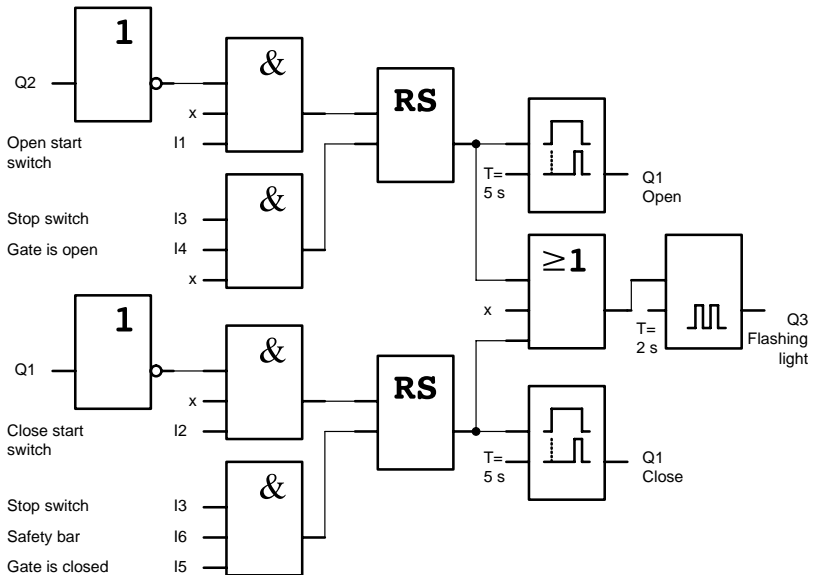 1
&
Q2
x
RS
Open start
switch
I1
T=
5 s
Q1
Open
&
Stop switch
I3
Gate is open
I4
x
≥1
1
x
&
T=
2 s
Q3
Flashing
light
Q1
RS
x
Close start
switch
I2
T=
5 s
Q1
Close
&
Stop switch
I3
Safety bar
I6
Gate is closed
I5